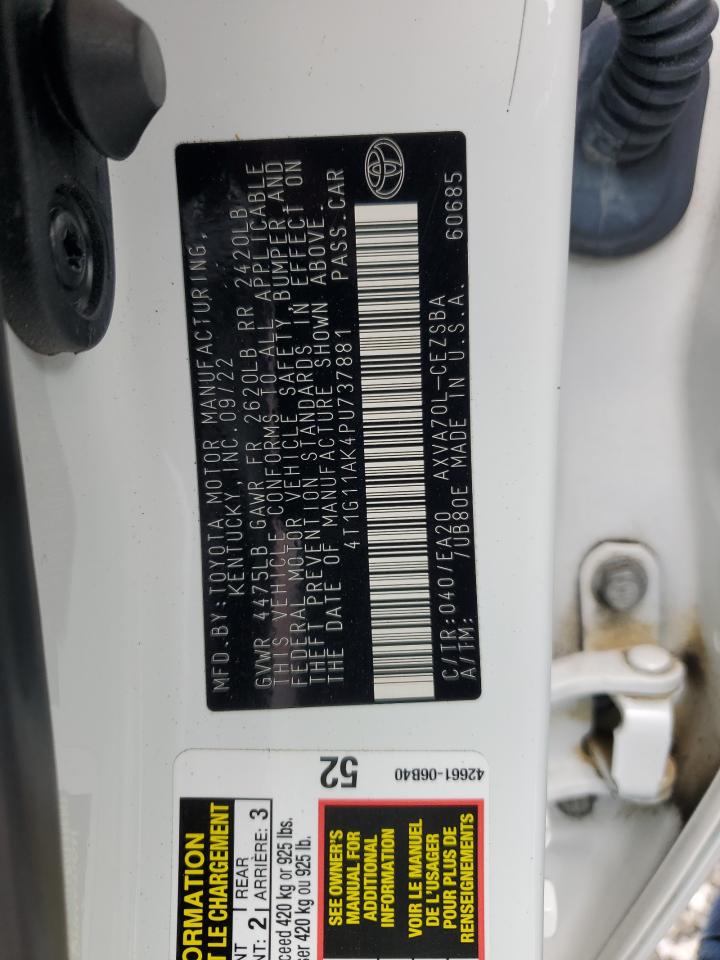 MFD.BY:TOYOTA MOTOR MANUFACTURING,
KENTUCKY, INC. 09/22
GVWR 4475LB GAWR FR 2620LB RR 2420LB
THIS VEHICLE CONFORMS TO ALL APPLICABLE
FEDERAL MOTOR VEHICLE SAFETY, BUMPER AND
THEFT PREVENTION STANDARDS IN EFFECT ON
THE DATE OF MANUFACTURE SHOWN ABOVE.
4T1G11AK4PU737881 PASS.CAR
C/TR:040/EA20 AXVA70L-CEZSBA 60685
A/TM: 7UB80E MADE IN U.S.A.
52
42661-06B40
ORMATION
T LE CHARGEMENT
NT
NT: 2
REAR
ARRIÈRE: 3
ceed 420 kg or 925 lbs.
ser 420 kg ou 925 lb.
SEE OWNER'S
MANUAL FOR
ADDITIONAL
INFORMATION
VOIR LE MANUEL
DE L'USAGER
POUR PLUS DE
RENSEIGNEMENTS